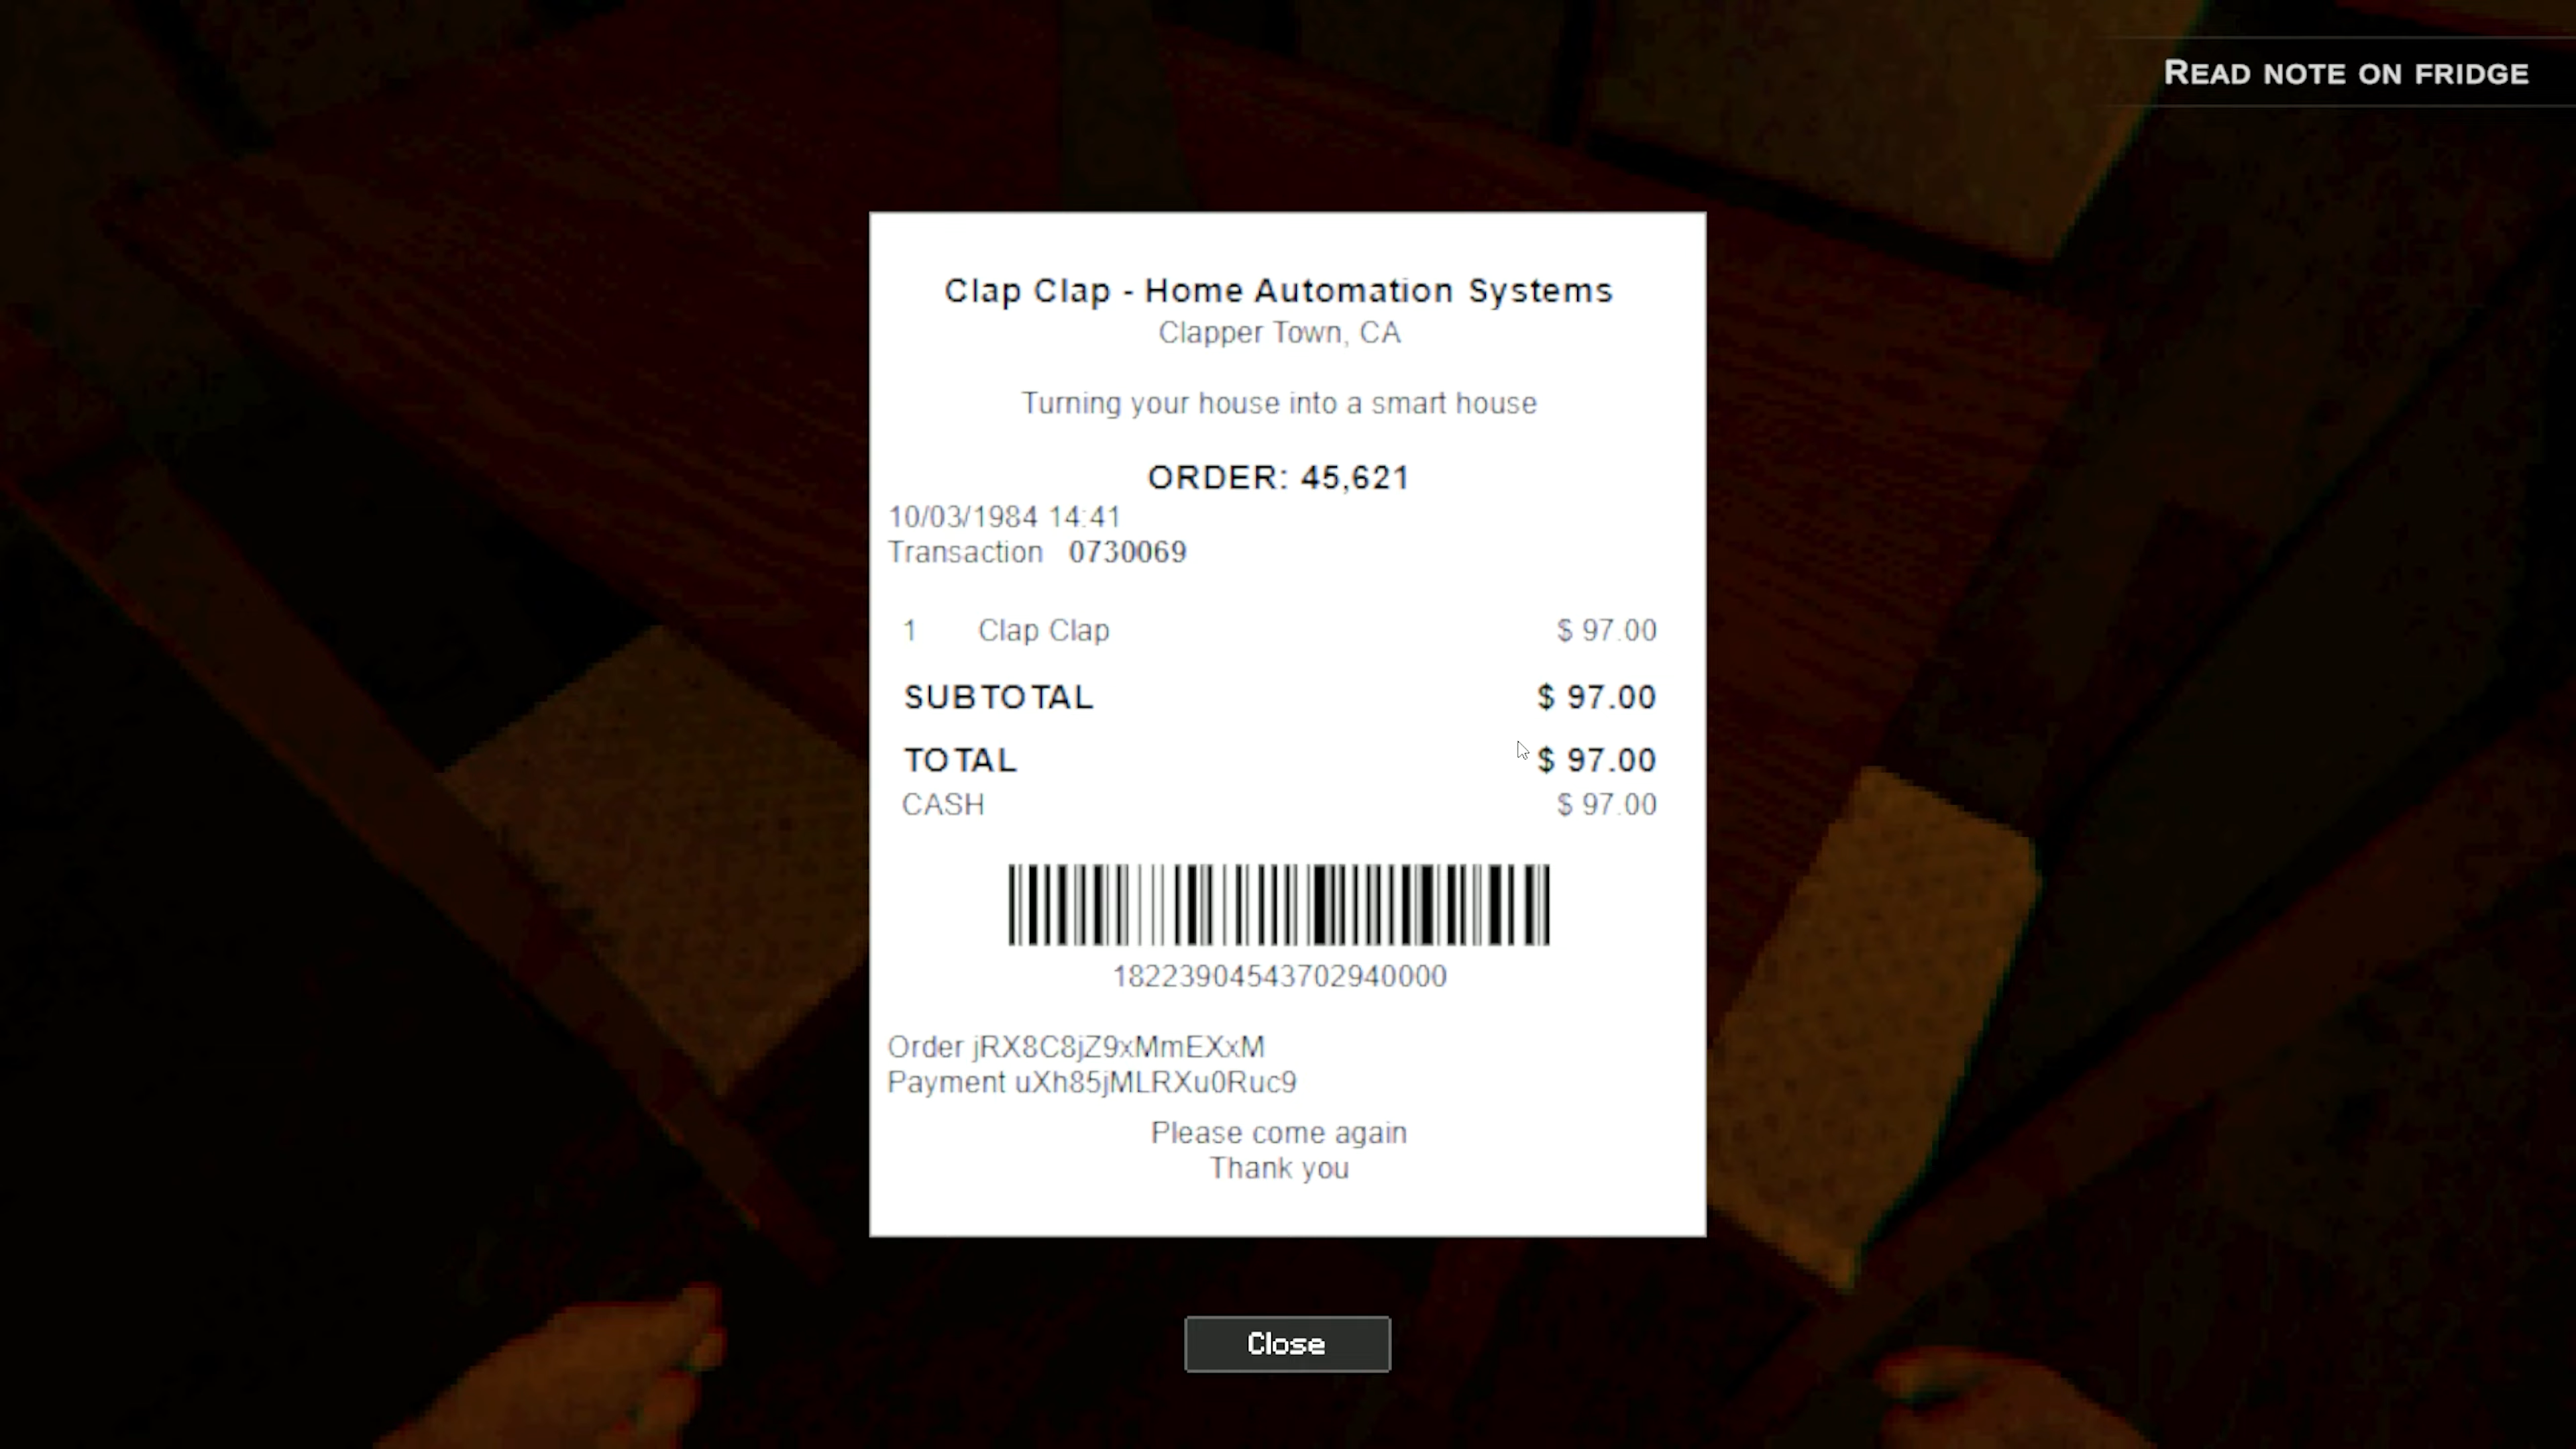 READ NOTE ON FRIDGE
Clap Clap - Home Automation Systems
Clapper Town, CA
Turning your house into a smart house
ORDER: 45,621
10/03/1984 14:41
Transaction 0730069
1 Clap Clap $ 97.00
SUBTOTAL $ 97.00
TOTAL $ 97.00
CASH $ 97.00
18223904543702940000
Order jRX8C8jZ9xMmEXxM
Payment uXh85jMLRXu0Ruc9
Please come again
Thank you
Close